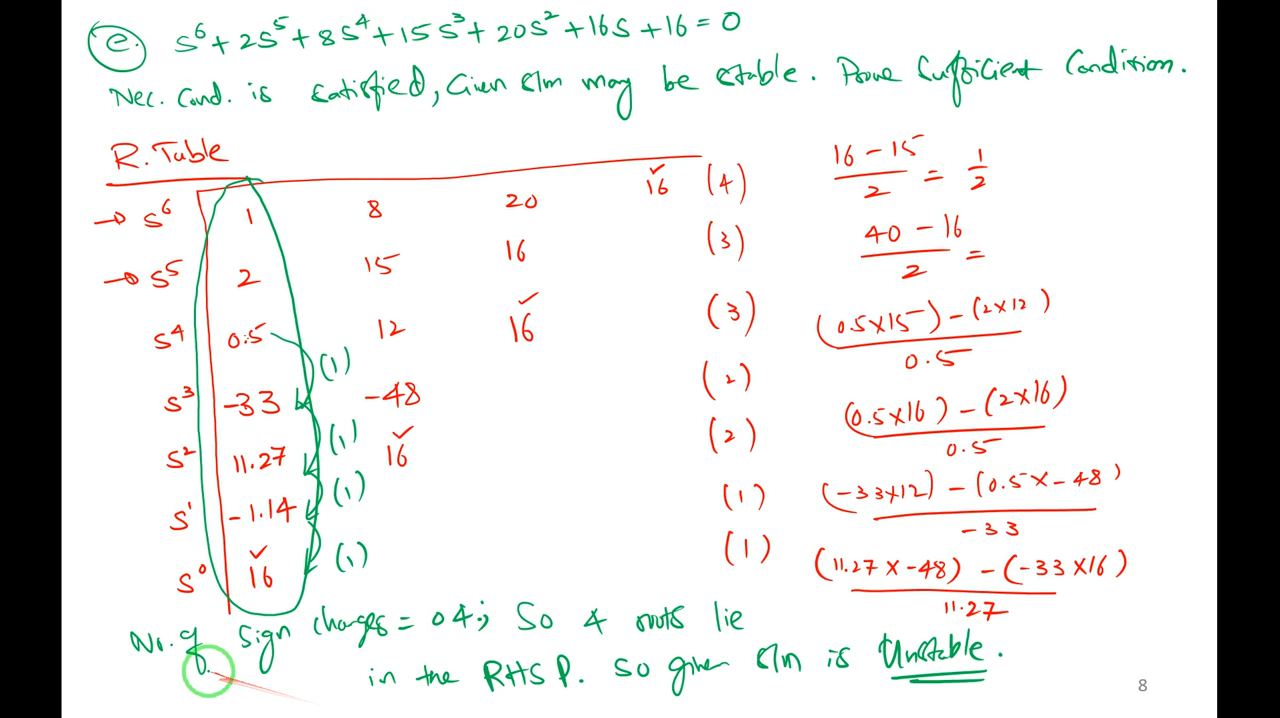 e. S⁶ + 2S⁵ + 8S⁴ + 15S³ + 20S² + 16S + 16 = 0
Nec. Cond. is satisfied, Given S/m may be stable. Prove Sufficient Condition.
R. Table
→ S⁶ 1 8 20 16 ✓ (4)
→ S⁵ 2 15 16 (3)
S⁴ 0.5 12 16 ✓ (3)
(1)
S³ -33 -48 (2)
(1)
S² 11.27 16 ✓ (2)
(1)
S¹ -1.14 (1)
(1)
S⁰ 16 ✓ (1)
16 - 15 / 2 = 1/2
40 - 16 / 2 =
(0.5 × 15) - (2 × 12) / 0.5
(0.5 × 16) - (2 × 16) / 0.5
(-33 × 12) - (0.5 × -48) / -33
(11.27 × -48) - (-33 × 16) / 11.27
No. of Sign changes = 04; So 4 roots lie
in the RHSP. So given S/m is Unstable.
8